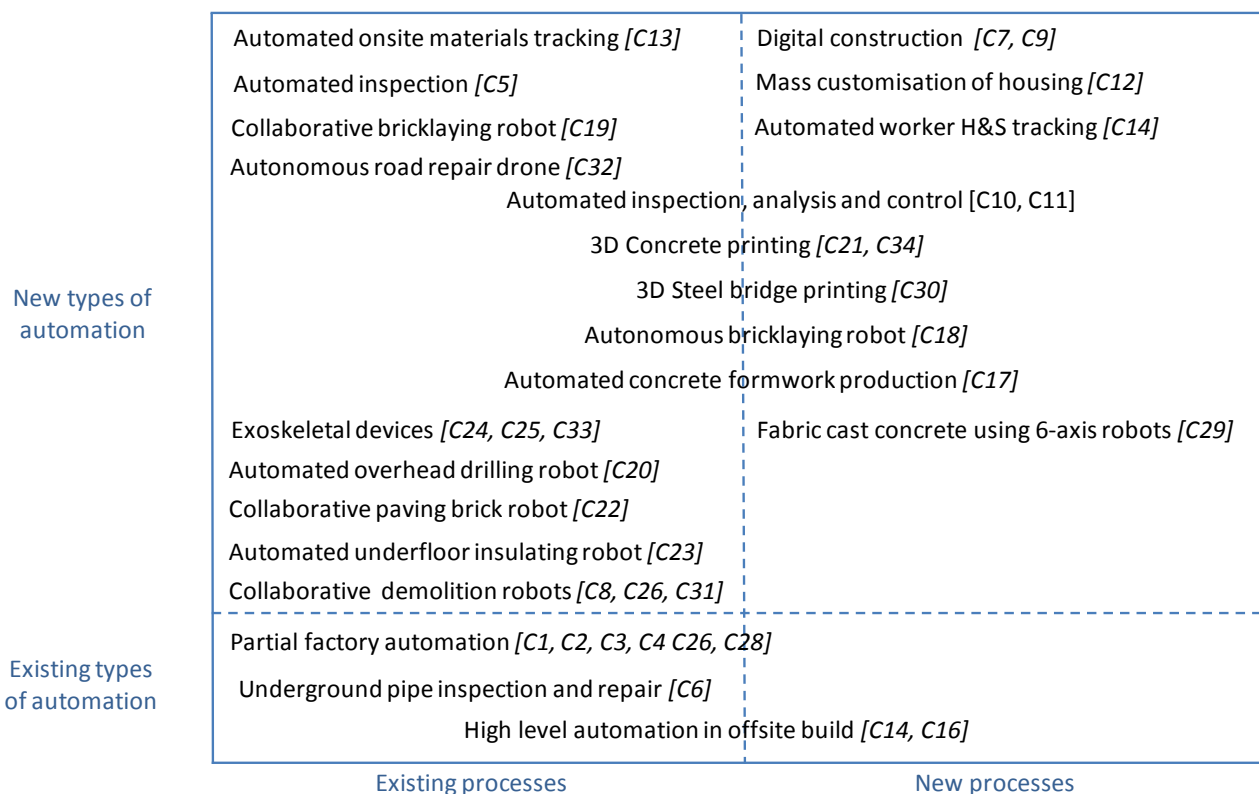 Automated onsite materials tracking [C13]
Digital construction [C7, C9]
Automated inspection [C5]
Mass customisation of housing [C12]
Collaborative bricklaying robot [C19]
Automated worker H&S tracking [C14]
Autonomous road repair drone [C32]
Automated inspection, analysis and control [C10, C11]
3D Concrete printing [C21, C34]
3D Steel bridge printing [C30]
New types of
automation
Autonomous bricklaying robot [C18]
Automated concrete formwork production [C17]
Exoskeletal devices [C24, C25, C33]
Fabric cast concrete using 6-axis robots [C29]
Automated overhead drilling robot [C20]
Collaborative paving brick robot [C22]
Automated underfloor insulating robot [C23]
Collaborative demolition robots [C8, C26, C31]
Partial factory automation [C1, C2, C3, C4 C26, C28]
Existing types
of automation
Underground pipe inspection and repair [C6]
High level automation in offsite build [C14, C16]
Existing processes
New processes